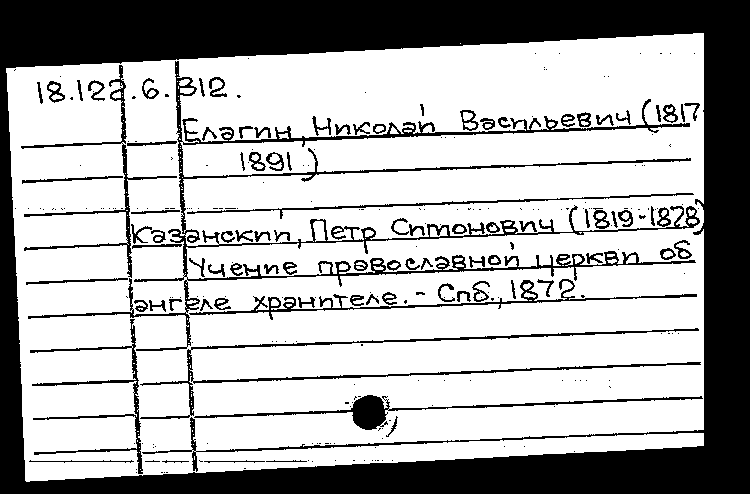 18.122.6.312.
Елагин, Николай Васильевич (1817-
1891)
Казанский, Петр Симонович (1819-1878)
Учение православной церкви об
ангеле хранителе. - Спб., 1872.